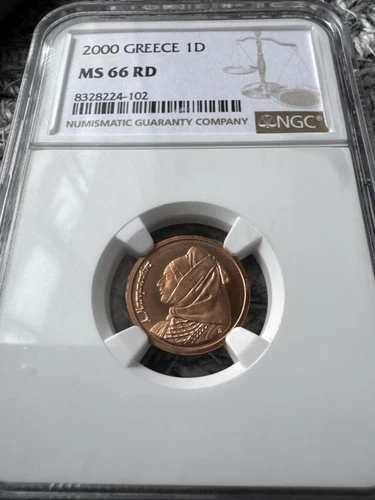 2000 GREECE 1D
MS 66 RD
8328224-102
NUMISMATIC GUARANTY COMPANY
NGC®